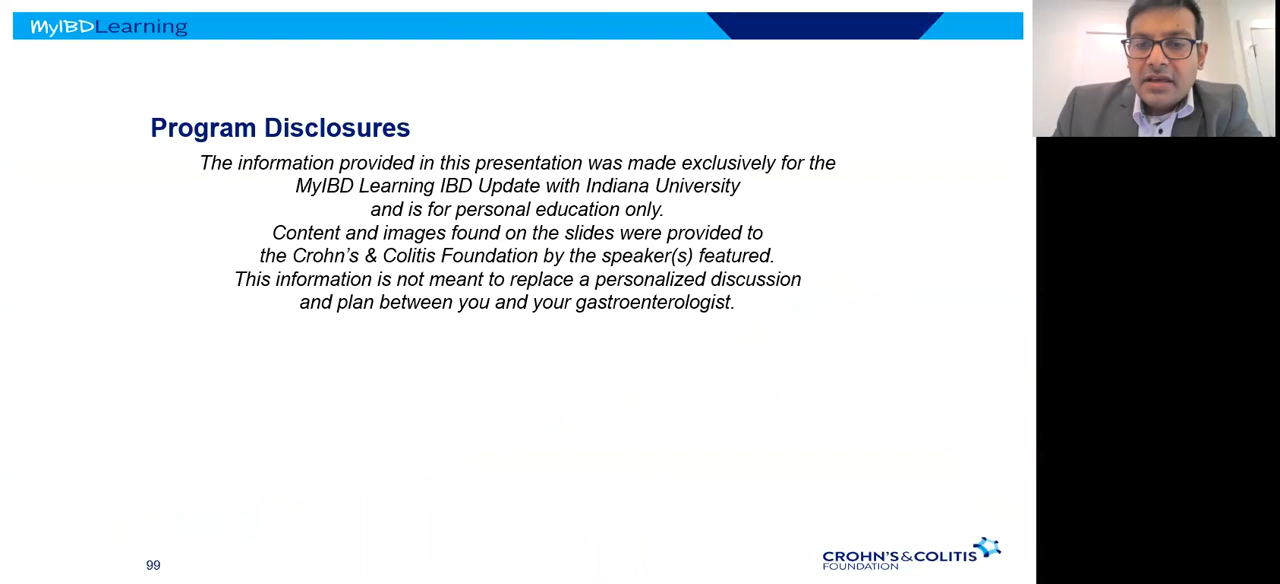 MyIBDLearning
Program Disclosures
The information provided in this presentation was made exclusively for the
MyIBD Learning IBD Update with Indiana University
and is for personal education only.
Content and images found on the slides were provided to
the Crohn’s & Colitis Foundation by the speaker(s) featured.
This information is not meant to replace a personalized discussion
and plan between you and your gastroenterologist.
99
CROHN’S & COLITIS
FOUNDATION